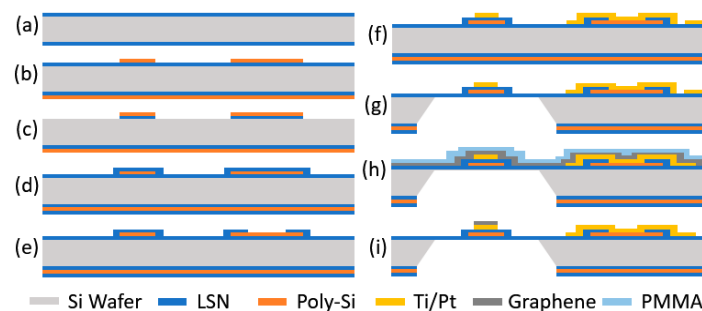 (a)
(b)
(c)
(d)
(e)
(f)
(g)
(h)
(i)
Si Wafer LSN Poly-Si Ti/Pt Graphene PMMA